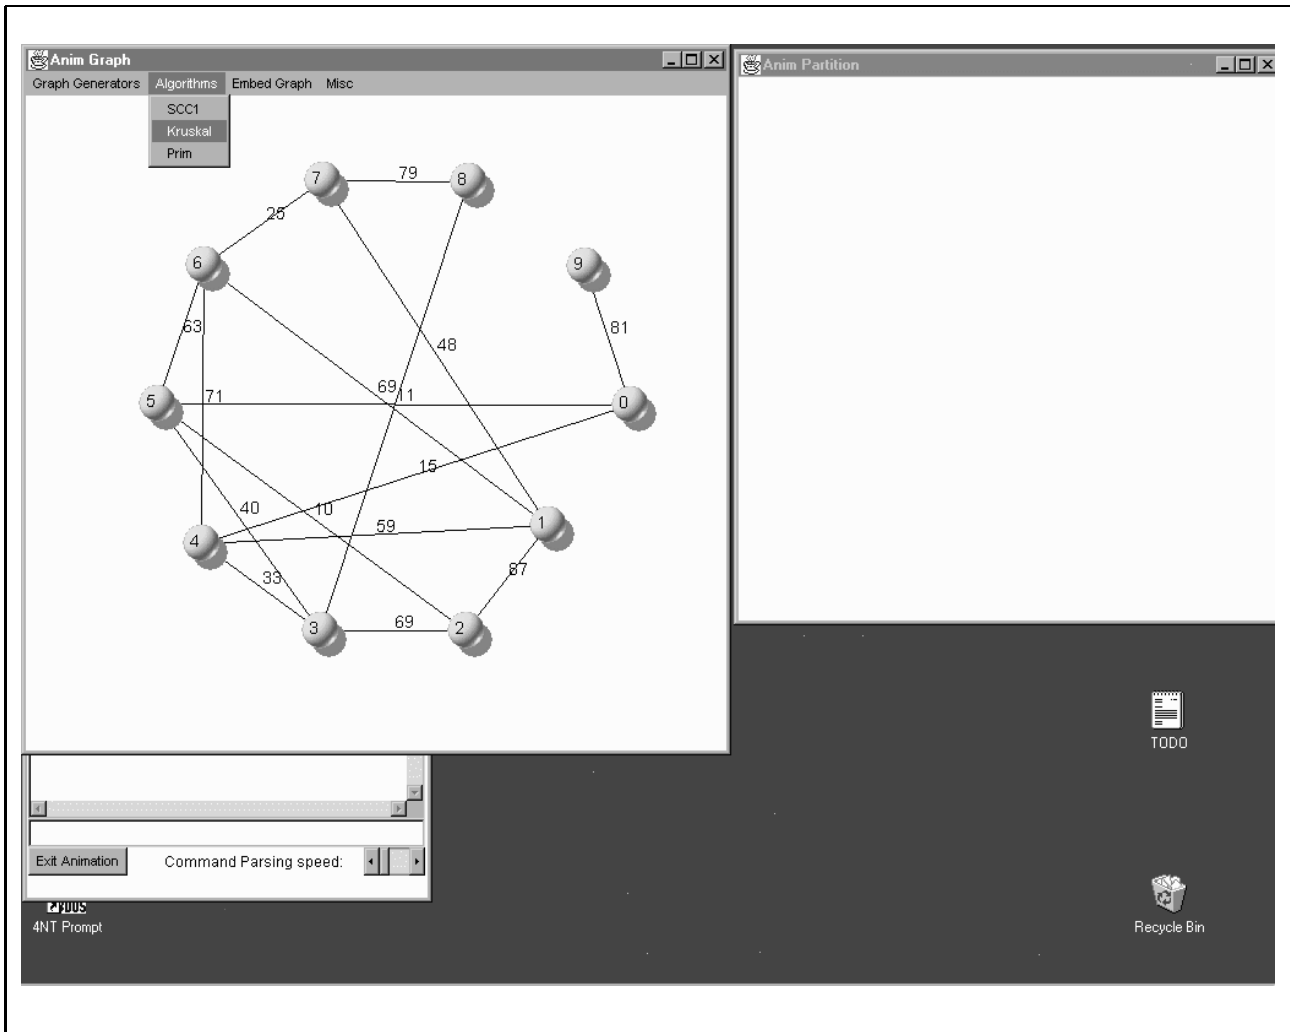 Anim Graph
Anim Partition
Graph Generators Algorithms Embed Graph Misc
SCC1
Kruskal
Prim
7 79 8
25
6 9
63 81
48
5 71 69 11 0
15
40 10
4 59 1
33 87
3 69 2
TODO
Exit Animation Command Parsing speed:
4NT Prompt
Recycle Bin